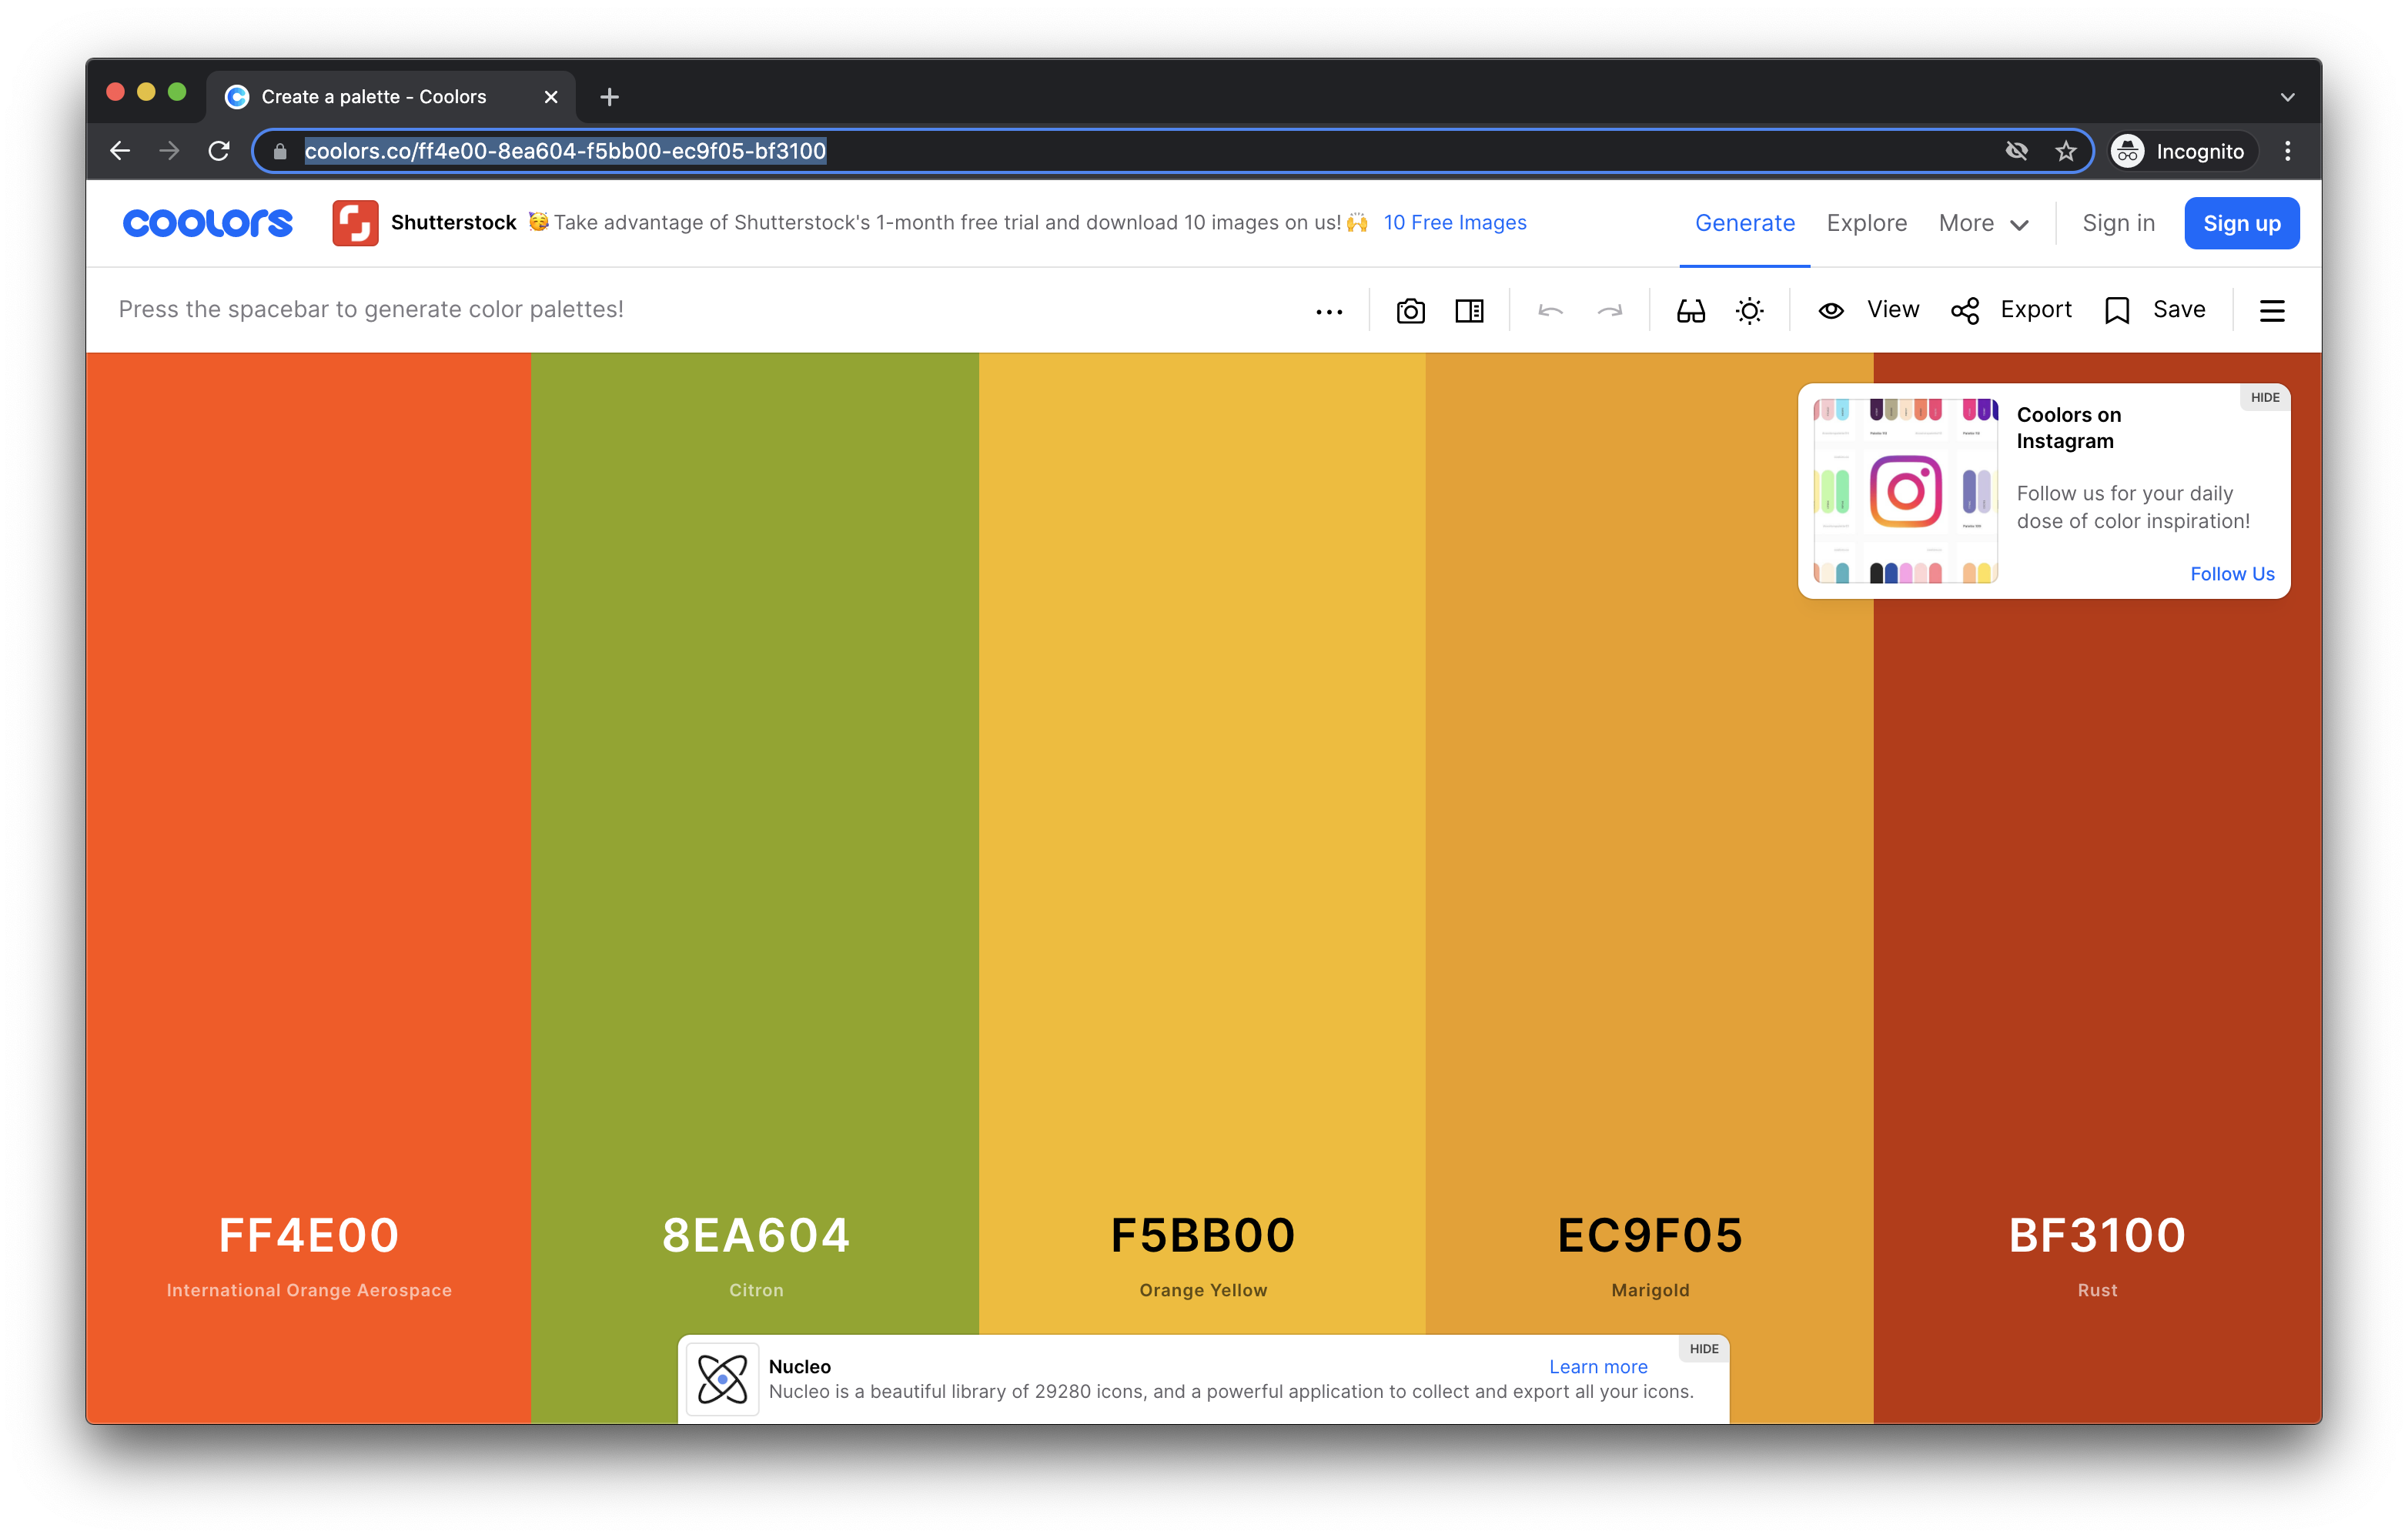 Create a palette - Coolors
coolors.co/ff4e00-8ea604-f5bb00-ec9f05-bf3100
Incognito
coolors
Shutterstock 🥳 Take advantage of Shutterstock's 1-month free trial and download 10 images on us! 🙌 10 Free Images
Generate
Explore
More
Sign in
Sign up
Press the spacebar to generate color palettes!
View
Export
Save
HIDE
Coolors on
Instagram
Follow us for your daily
dose of color inspiration!
Follow Us
FF4E00
International Orange Aerospace
8EA604
Citron
F5BB00
Orange Yellow
EC9F05
Marigold
BF3100
Rust
HIDE
Nucleo
Learn more
Nucleo is a beautiful library of 29280 icons, and a powerful application to collect and export all your icons.